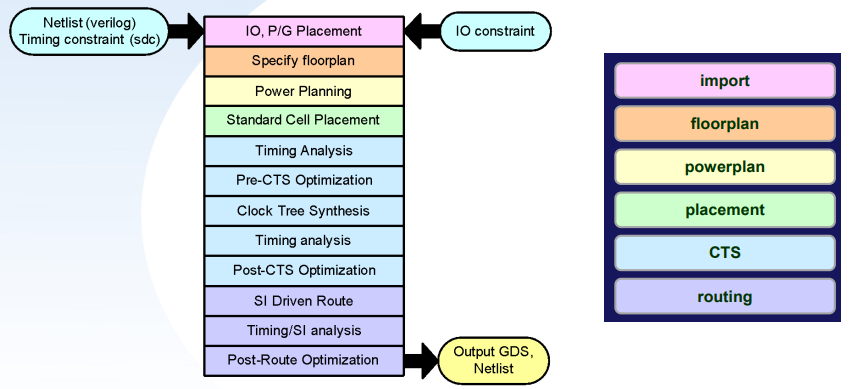 Netlist (verilog)
Timing constraint (sdc)
IO, P/G Placement
IO constraint
Specify floorplan
Power Planning
Standard Cell Placement
Timing Analysis
Pre-CTS Optimization
Clock Tree Synthesis
Timing analysis
Post-CTS Optimization
SI Driven Route
Timing/SI analysis
Post-Route Optimization
Output GDS,
Netlist
import
floorplan
powerplan
placement
CTS
routing